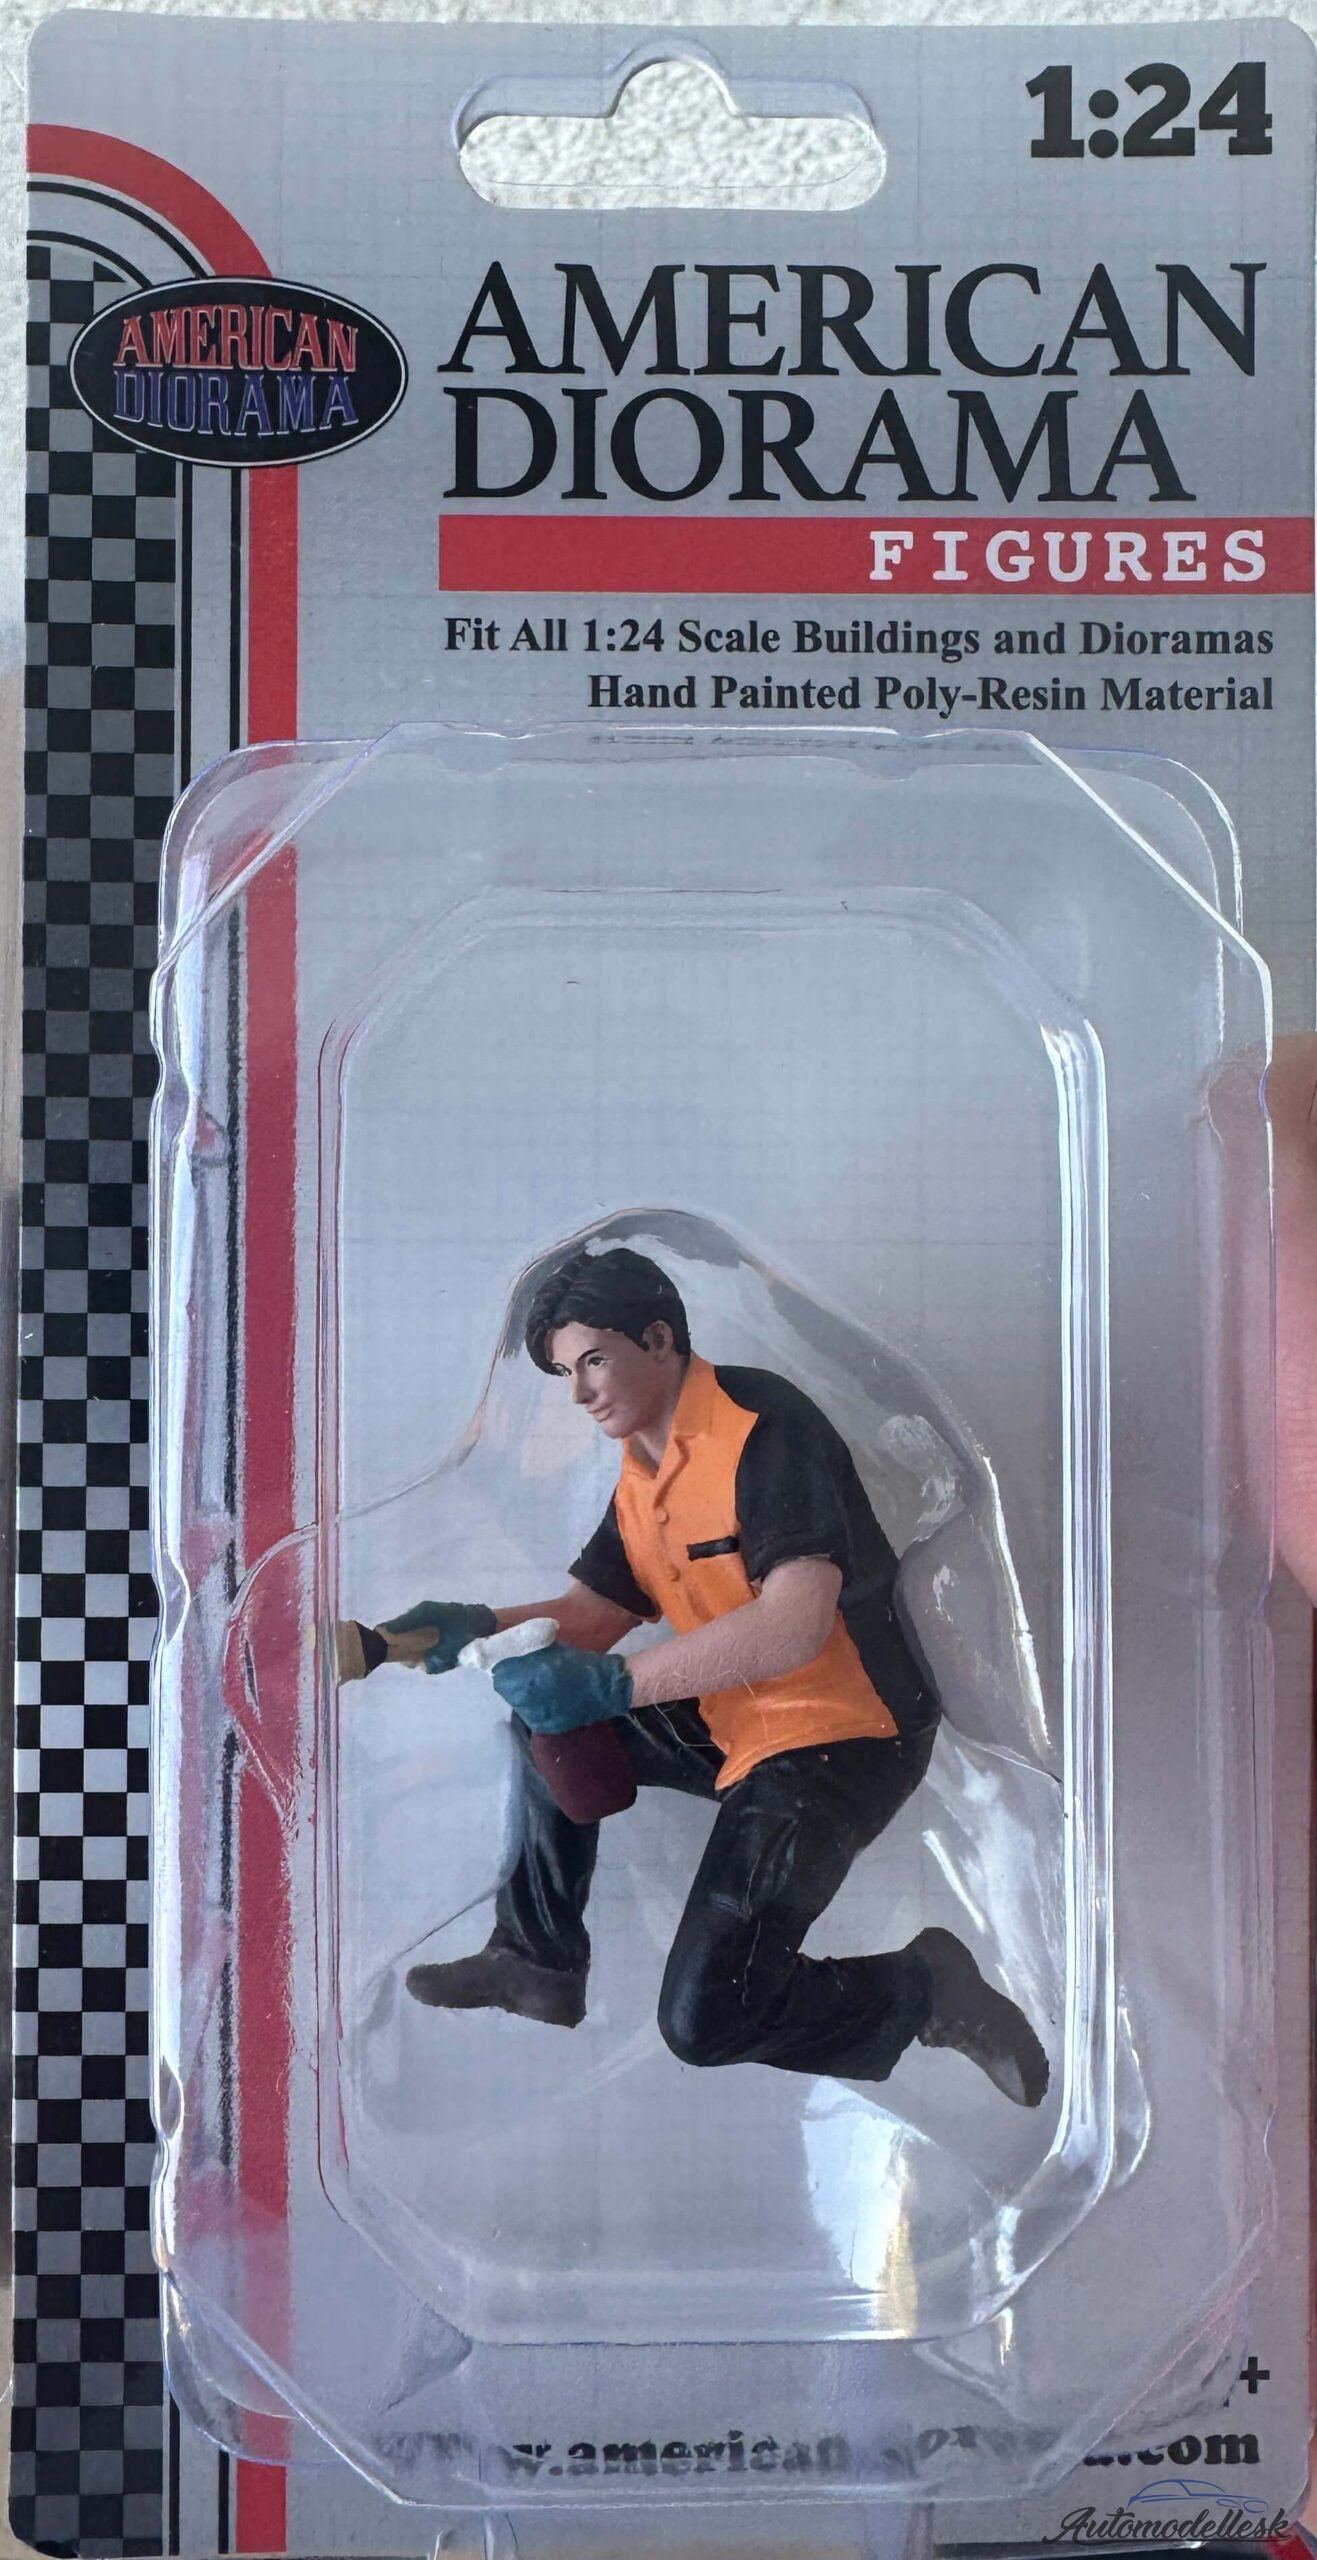 1:24
AMERICAN
DIORAMA
AMERICAN
DIORAMA
FIGURES
Fit All 1:24 Scale Buildings and Dioramas
Hand Painted Poly-Resin Material
Automodellesk